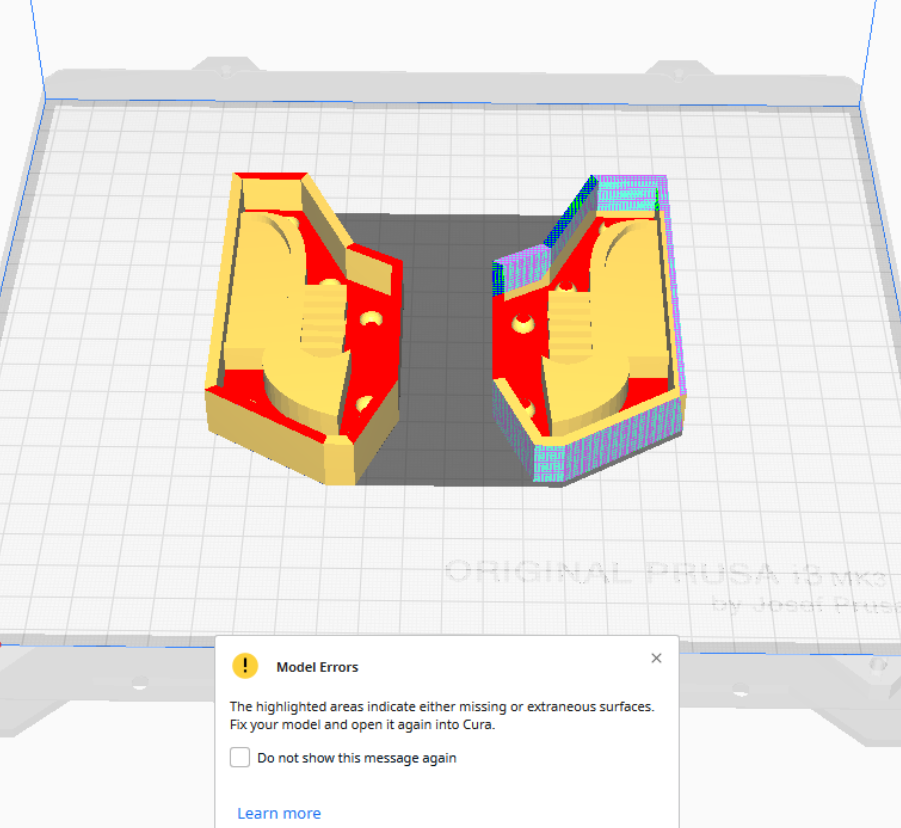 ORIGINAL PRUSA i3 MK3
by Josef Prusa
Model Errors
The highlighted areas indicate either missing or extraneous surfaces.
Fix your model and open it again into Cura.
Do not show this message again
Learn more